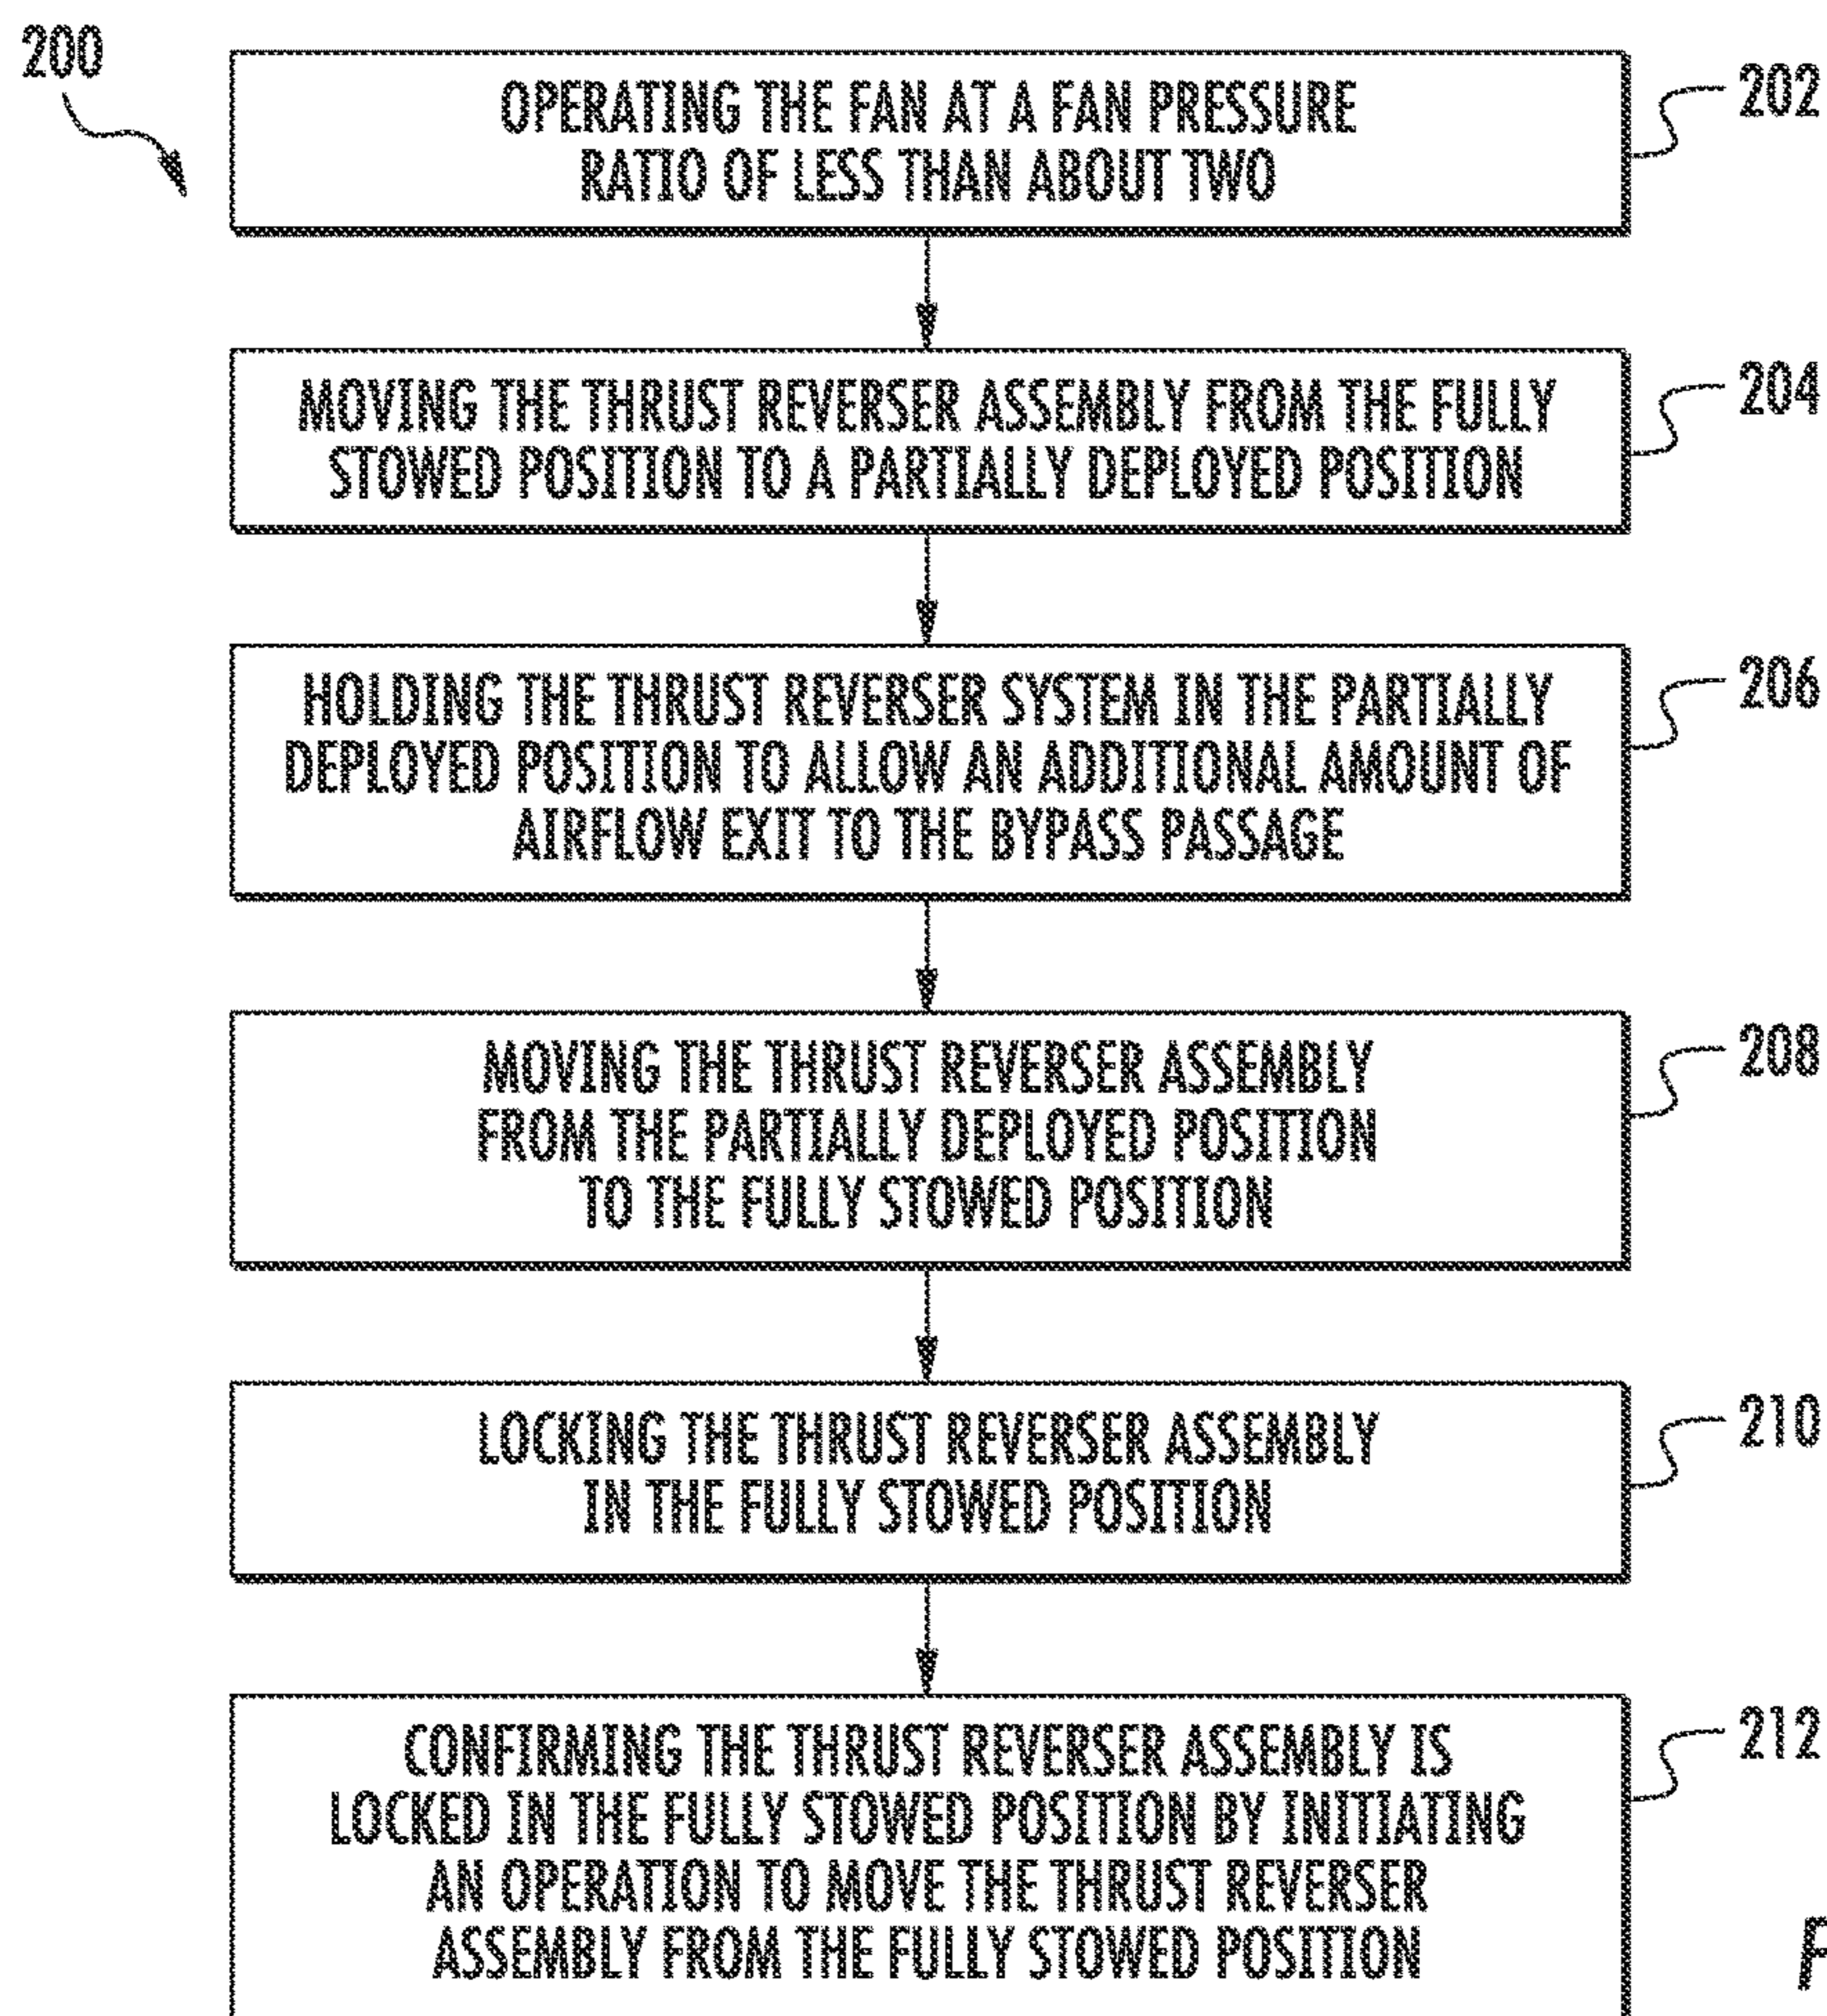 200
OPERATING THE FAN AT A FAN PRESSURE
RATIO OF LESS THAN ABOUT TWO
202
MOVING THE THRUST REVERSER ASSEMBLY FROM THE FULLY
STOWED POSITION TO A PARTIALLY DEPLOYED POSITION
204
HOLDING THE THRUST REVERSER SYSTEM IN THE PARTIALLY
DEPLOYED POSITION TO ALLOW AN ADDITIONAL AMOUNT OF
AIRFLOW EXIT TO THE BYPASS PASSAGE
206
MOVING THE THRUST REVERSER ASSEMBLY
FROM THE PARTIALLY DEPLOYED POSITION
TO THE FULLY STOWED POSITION
208
LOCKING THE THRUST REVERSER ASSEMBLY
IN THE FULLY STOWED POSITION
210
CONFIRMING THE THRUST REVERSER ASSEMBLY IS
LOCKED IN THE FULLY STOWED POSITION BY INITIATING
AN OPERATION TO MOVE THE THRUST REVERSER
ASSEMBLY FROM THE FULLY STOWED POSITION
212